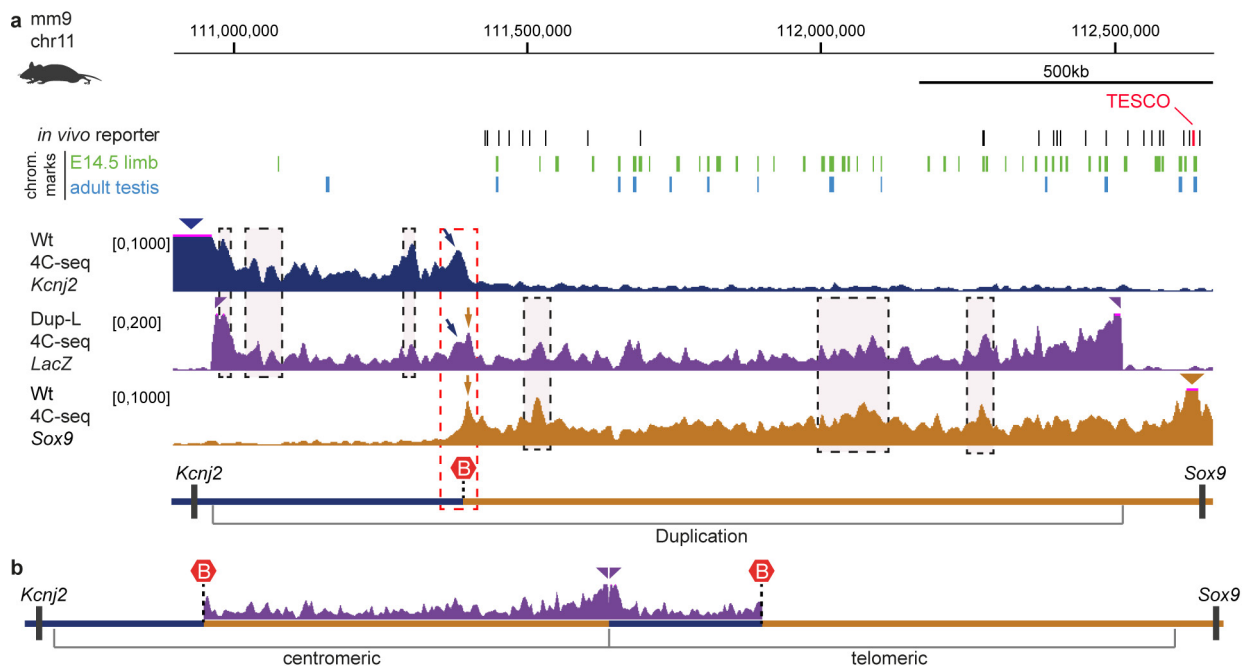 a mm9
chr11
111,000,000 111,500,000 112,000,000 112,500,000
500kb
TESCO
in vivo reporter
chrom.
marks
E14.5 limb
adult testis
Wt
4C-seq
Kcnj2
[0,1000]
Dup-L
4C-seq
LacZ
[0,200]
Wt
4C-seq
Sox9
[0,1000]
Kcnj2 B Sox9
Duplication
b
Kcnj2 B B Sox9
centromeric telomeric